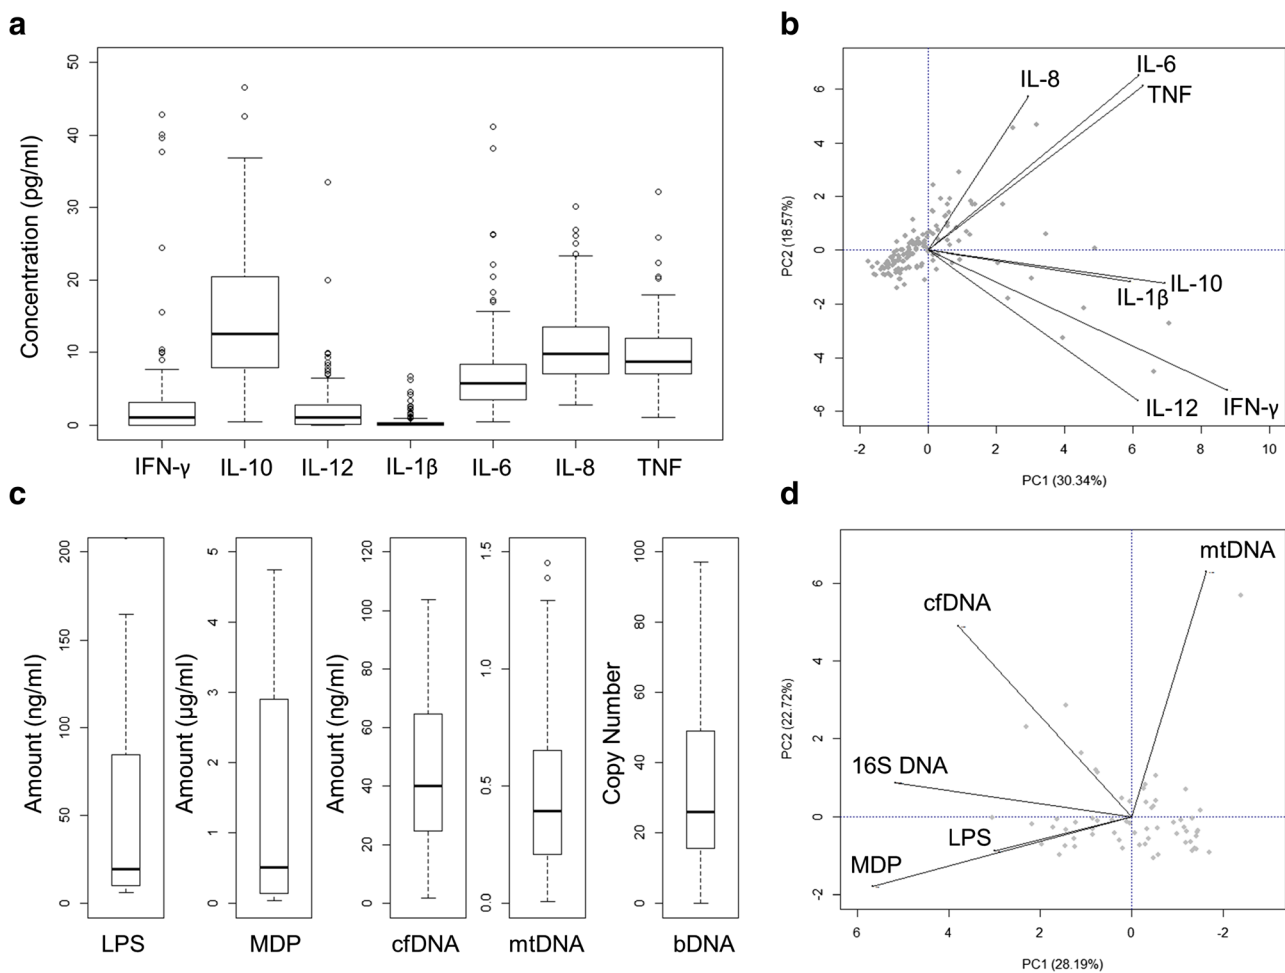 a
Concentration (pg/ml)
50
40
30
20
10
0
IFN-γ IL-10 IL-12 IL-1β IL-6 IL-8 TNF
b
PC2 (18.57%)
6
4
2
0
-2
-4
-6
IL-8
IL-6
TNF
IL-10
IL-1β
IL-12
IFN-γ
-2 0 2 4 6 8 10
PC1 (30.34%)
c
Amount (ng/ml)
200
150
100
50
0
LPS
Amount (μg/ml)
5
4
3
2
1
0
MDP
Amount (ng/ml)
120
100
80
60
40
20
0
cfDNA
1.5
1.0
0.5
0.0
mtDNA
Copy Number
100
80
60
40
20
0
bDNA
d
PC2 (22.72%)
6
4
2
0
-2
mtDNA
cfDNA
16S DNA
LPS
MDP
6 4 2 0 -2
PC1 (28.19%)